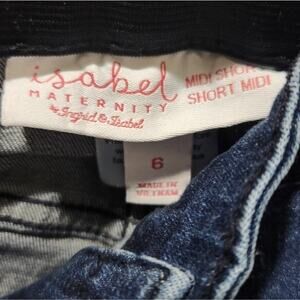 isabel
MATERNITY
by Ingrid & Isabel
MIDI SHORT
SHORT MIDI
6
MADE IN
VIETNAM